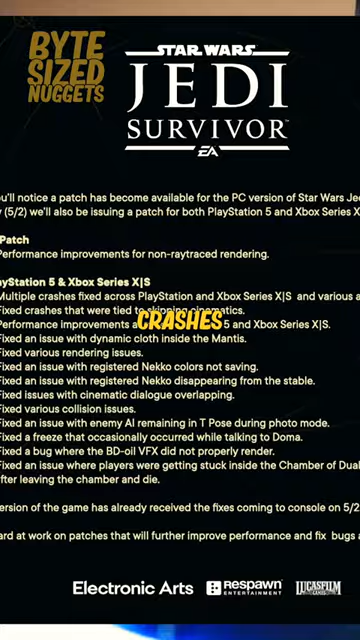 BYTE
SIZED
NUGGETS
STAR WARS
JEDI
SURVIVOR
EA
you'll notice a patch has become available for the PC version of Star Wars Je
(5/2) we'll also be issuing a patch for both PlayStation 5 and Xbox Series X
Patch
Performance improvements for non-raytraced rendering.
PlayStation 5 & Xbox Series X|S
Multiple crashes fixed across PlayStation and Xbox Series X|S and various a
Fixed crashes that were tied to skipping cinematics.
CRASHES
Performance improvements 5 and Xbox Series X|S.
Fixed an issue with dynamic cloth inside the Mantis.
Fixed various rendering issues.
Fixed an issue with registered Nekko colors not saving.
Fixed an issue with registered Nekko disappearing from the stable.
Fixed issues with cinematic dialogue overlapping.
Fixed various collision issues.
Fixed an issue with enemy AI remaining in T Pose during photo mode.
Fixed a freeze that occasionally occurred while talking to Doma.
Fixed a bug where the BD-oil VFX did not properly render.
Fixed an issue where players were getting stuck inside the Chamber of Dual
after leaving the chamber and die.
version of the game has already received the fixes coming to console on 5/2
ard at work on patches that will further improve performance and fix bugs a
Electronic Arts
RESPAWN
ENTERTAINMENT
LUCASFILM
GAMES